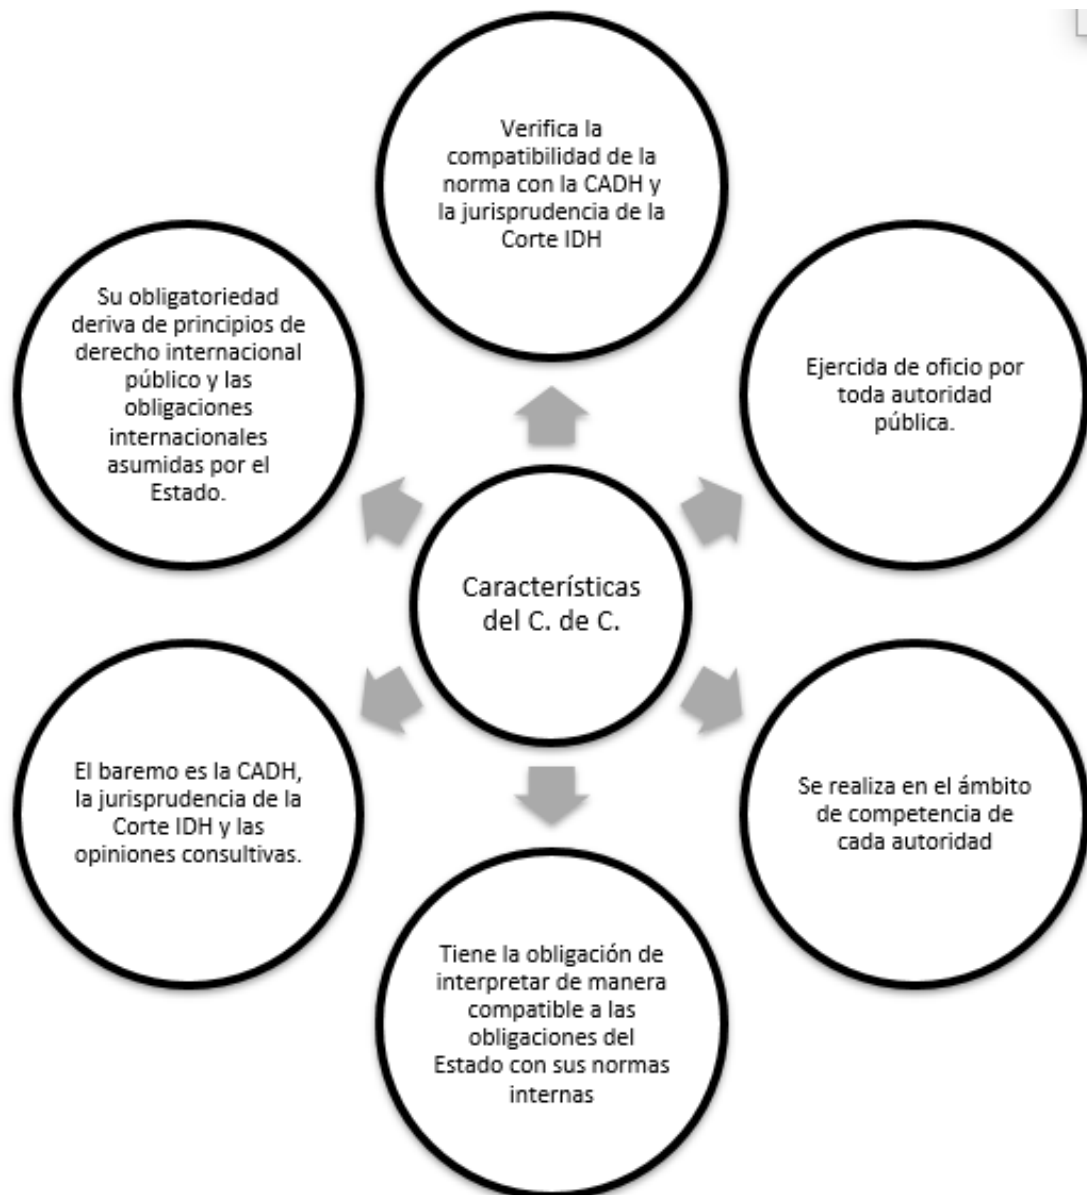 Verifica la
compatibilidad de la
norma con la CADH y
la jurisprudencia de la
Corte IDH
Ejercida de oficio por
toda autoridad
pública.
Se realiza en el ámbito
de competencia de
cada autoridad
Tiene la obligación de
interpretar de manera
compatible a las
obligaciones del
Estado con sus normas
internas
El baremo es la CADH,
la jurisprudencia de la
Corte IDH y las
opiniones consultivas.
Su obligatoriedad
deriva de principios de
derecho internacional
público y las
obligaciones
internacionales
asumidas por el
Estado.
Característísticas
del C. de C.